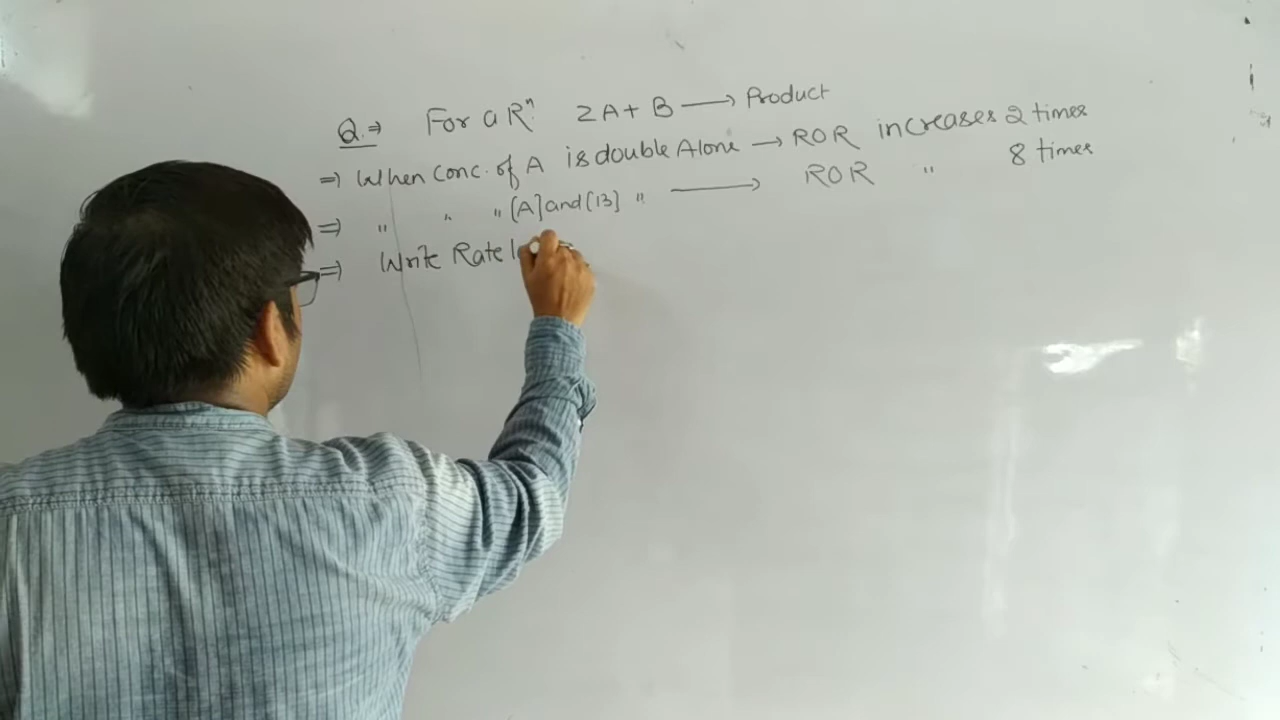 Q.⇒ For a Rⁿ: 2A + B ⟶ Product
⇒ When Conc. of A is double Alone → ROR increases 2 times
⇒ " " " [A] and [B] " ⟶ ROR " 8 times
⇒ Write Rate